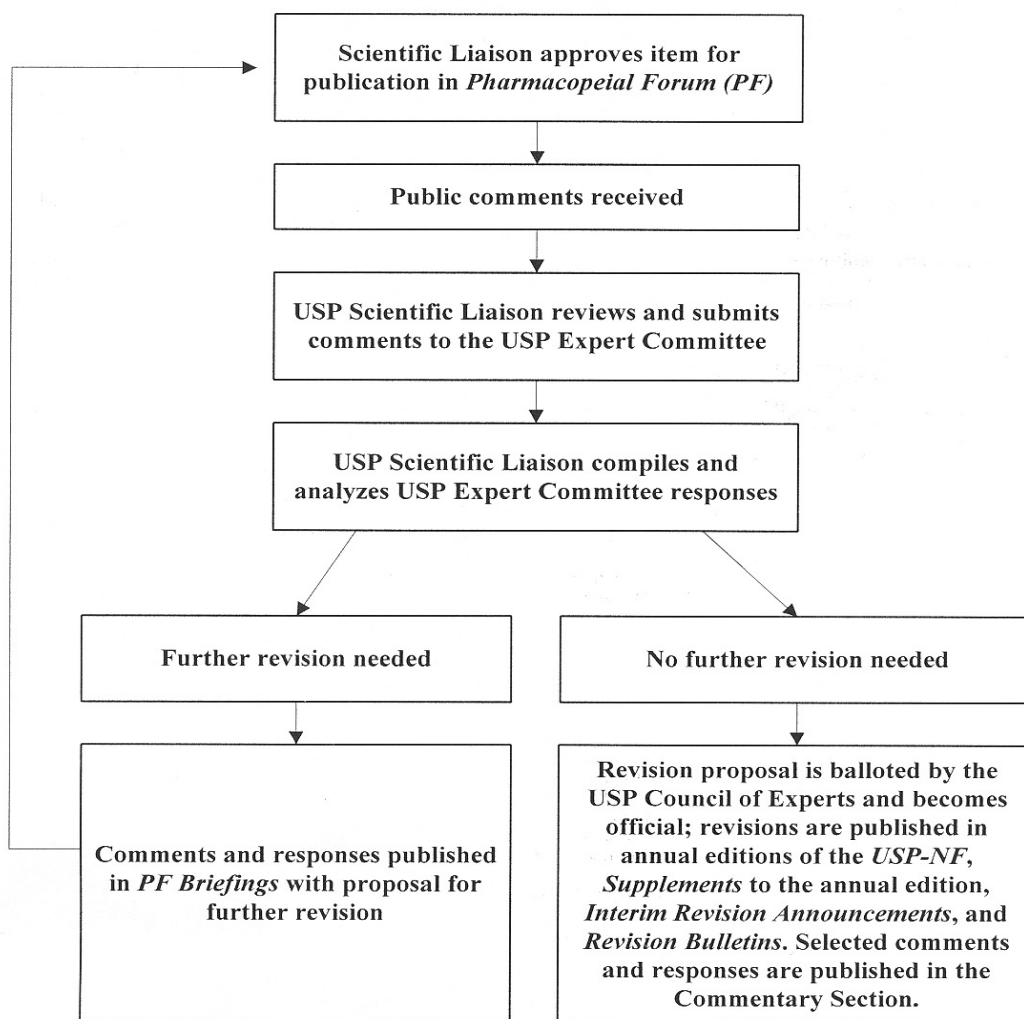 Scientific Liaison approves item for
publication in Pharmacopeial Forum (PF)
Public comments received
USP Scientific Liaison reviews and submits
comments to the USP Expert Committee
USP Scientific Liaison compiles and
analyzes USP Expert Committee responses
Further revision needed
No further revision needed
Comments and responses published
in PF Briefings with proposal for
further revision
Revision proposal is balloted by the
USP Council of Experts and becomes
official; revisions are published in
annual editions of the USP-NF,
Supplements to the annual edition,
Interim Revision Announcements, and
Revision Bulletins. Selected comments
and responses are published in the
Commentary Section.